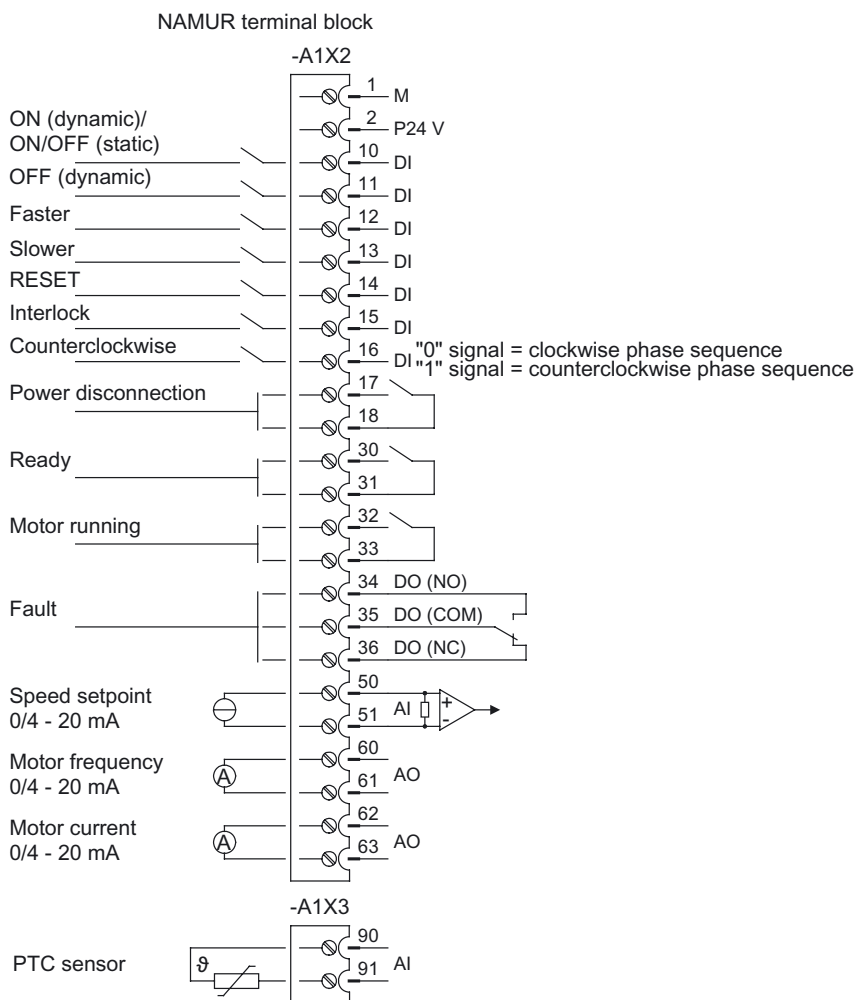 NAMUR terminal block
-A1X2
1 M
ON (dynamic)/
2 P24 V
ON/OFF (static)
10 DI
OFF (dynamic)
11 DI
Faster
12 DI
Slower
13 DI
RESET
14 DI
Interlock
15 DI
Counterclockwise
16 DI
"0" signal = clockwise phase sequence
"1" signal = counterclockwise phase sequence
Power disconnection
17
18
Ready
30
31
Motor running
32
33
Fault
34 DO (NO)
35 DO (COM)
36 DO (NC)
Speed setpoint
0/4 - 20 mA
50
51
AI
+
-
Motor frequency
0/4 - 20 mA
A
60
61
AO
Motor current
0/4 - 20 mA
A
62
63
AO
-A1X3
PTC sensor
ϑ
90
91
AI